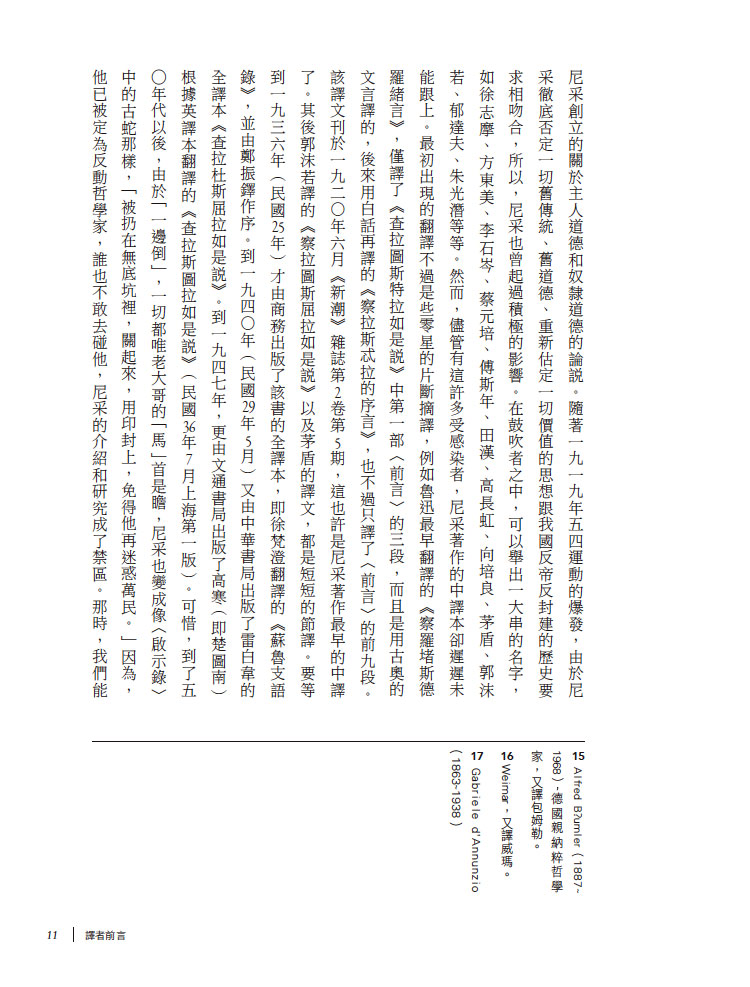 尼采創立的關於主人道德和奴隸道德的論說。隨著一九一九年五四運動的爆發，由於尼
采徹底否定一切舊傳統、舊道德、重新估定一切價值的思想跟我國反帝反封建的歷史要
求相吻合，所以，尼采也曾起過積極的影響。在鼓吹者之中，可以舉出一大串的名字，
如徐志摩、方東美、李石岑、蔡元培、傅斯年、田漢、高長虹、向培良、茅盾、郭沫
若、郁達夫、朱光潛等等。然而，儘管有這許多受感染者，尼采著作的中譯本卻遲遲未
能跟上。最初出現的翻譯不過是些零星的片斷摘譯，例如魯迅最早翻譯的《察羅堵斯德
羅緒言》，僅譯了《查拉圖斯特拉如是說》中第一部〈前言〉的三段，而且是用古奧的
文言譯的，後來用白話再譯的《察拉斯忒拉的序言》，也不過只譯了〈前言〉的前九段。
該譯文刊於一九二〇年六月《新潮》雜誌第2卷第5期，這也許是尼采著作最早的中譯
了。其後郭沫若譯的《察拉圖斯屈拉如是說》以及茅盾的譯文，都是短短的節譯。要等
到一九三六年（民國25年）才由商務出版了該書的全譯本，即徐梵澄翻譯的《蘇魯支語
錄》，並由鄭振鐸作序。到一九四〇年（民國29年5月）又由中華書局出版了雷白韋的
全譯本《查拉杜斯屈拉如是說》。到一九四七年，更由文通書局出版了高寒（即楚圖南）
根據英譯本翻譯的《查拉斯圖拉如是說》（民國36年7月上海第一版）。可惜，到了五
〇年代以後，由於「一邊倒」，一切都唯老大哥的「馬」首是瞻，尼采也變成像〈啟示錄〉
中的古蛇那樣，「被扔在無底坑裡，關起來，用印封上，免得他再迷惑萬民。」因為，
他已被定為反動哲學家，誰也不敢去碰他，尼采的介紹和研究成了禁區。那時，我們能
15 Alfred B?umler（1887~
1968），德國親納粹哲學
家，又譯包姆勒。
16 Weimar，又譯威瑪。
17 Gabriele d'Annunzio
（1863~1938）
11 譯者前言